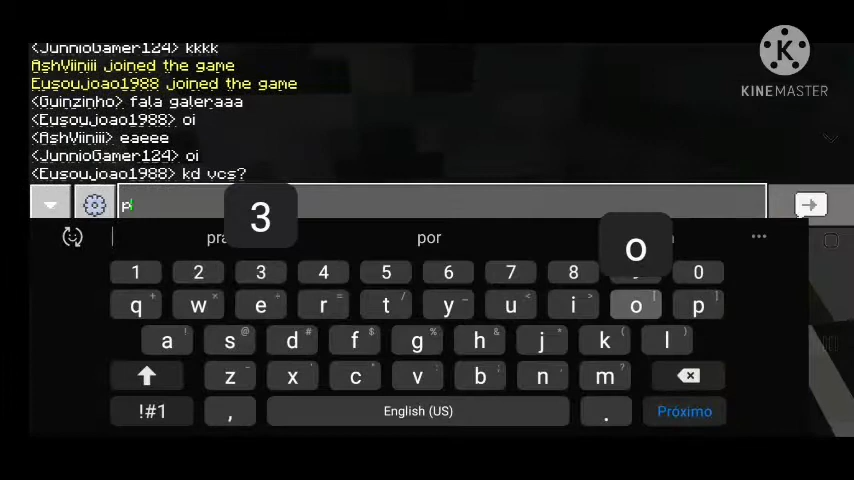 <JunnioGamer124> kkkk
AshViiniii joined the game
Eusoujoao1988 joined the game
<Guinzinho> fala galeraaa
<Eusoujoao1988> oi
<AshViiniii> eaeee
<JunnioGamer124> oi
<Eusoujoao1988> kd vcs?
K
KINEMASTER
p
3
o
por
1 2 3 4 5 6 7 8 0
q w e r t y u i o p
a s d f g h j k l
z x c v b n m
!#1 , English (US) . Próximo